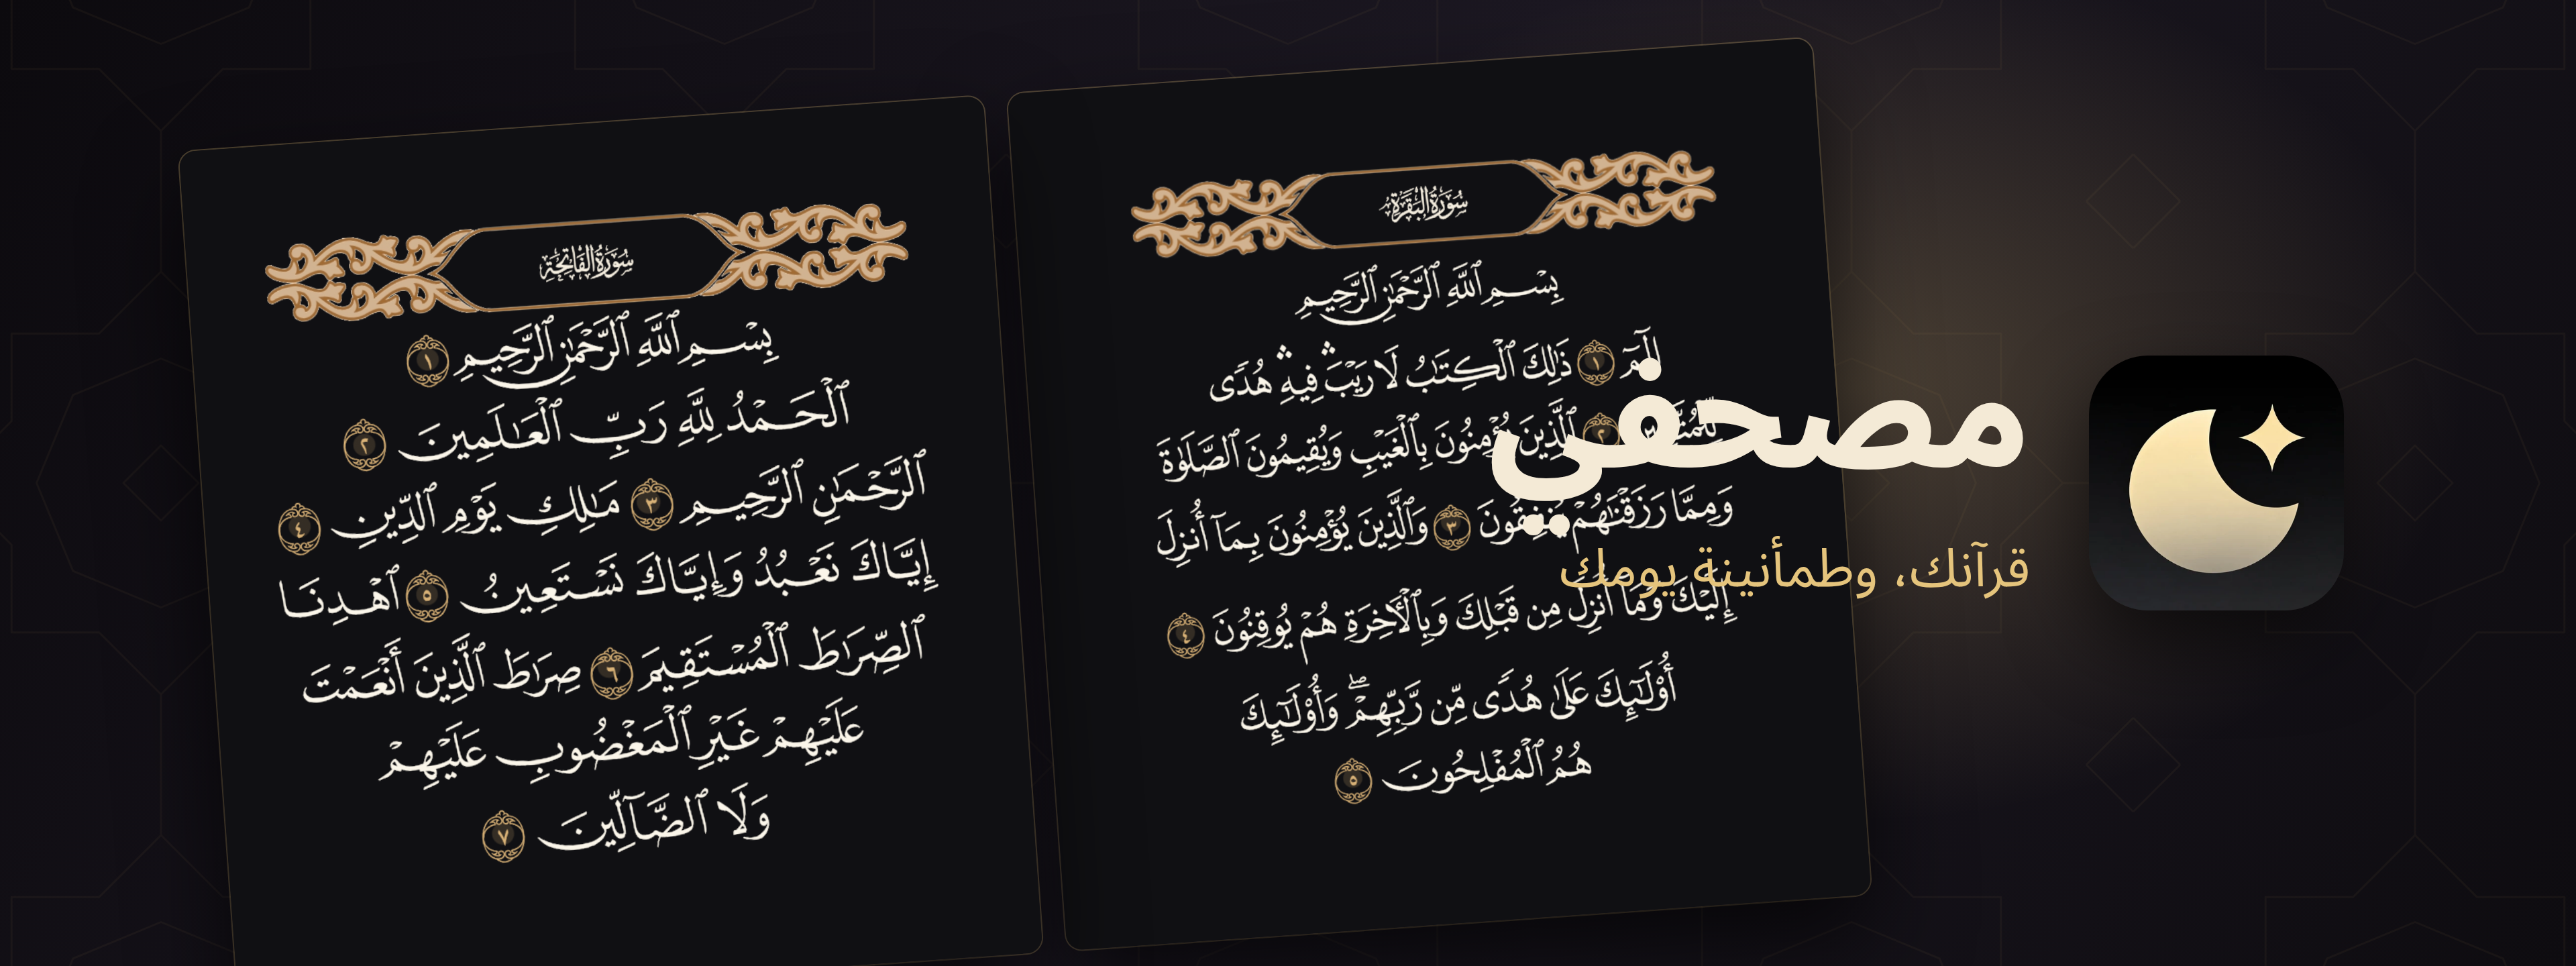 سُورَةُ الْفَاتِحَةِ
بِسْمِ ٱللَّهِ ٱلرَّحْمَٰنِ ٱلرَّحِيمِ ١
ٱلْحَمْدُ لِلَّهِ رَبِّ ٱلْعَٰلَمِينَ ٢
ٱلرَّحْمَٰنِ ٱلرَّحِيمِ ٣ مَٰلِكِ يَوْمِ ٱلدِّينِ ٤
إِيَّاكَ نَعْبُدُ وَإِيَّاكَ نَسْتَعِينُ ٥ ٱهْدِنَا
ٱلصِّرَٰطَ ٱلْمُسْتَقِيمَ ٦ صِرَٰطَ ٱلَّذِينَ أَنْعَمْتَ
عَلَيْهِمْ غَيْرِ ٱلْمَغْضُوبِ عَلَيْهِمْ
وَلَا ٱلضَّآلِّينَ ٧
سُورَةُ الْبَقَرَةِ
بِسْمِ ٱللَّهِ ٱلرَّحْمَٰنِ ٱلرَّحِيمِ
الٓمٓ ١ ذَٰلِكَ ٱلْكِتَٰبُ لَا رَيْبَ ۛ فِيهِ ۛ هُدًى
لِّلْمُتَّقِينَ ٢ ٱلَّذِينَ يُؤْمِنُونَ بِٱلْغَيْبِ وَيُقِيمُونَ ٱلصَّلَوٰةَ
وَمِمَّا رَزَقْنَٰهُمْ يُنفِقُونَ ٣ وَٱلَّذِينَ يُؤْمِنُونَ بِمَآ أُنزِلَ
إِلَيْكَ وَمَآ أُنزِلَ مِن قَبْلِكَ وَبِٱلْءَاخِرَةِ هُمْ يُوقِنُونَ ٤
أُو۟لَٰٓئِكَ عَلَىٰ هُدًى مِّن رَّبِّهِمْ ۖ وَأُو۟لَٰٓئِكَ
هُمُ ٱلْمُفْلِحُونَ ٥
مصحفي
قرآنك، وطمأنينة يومك